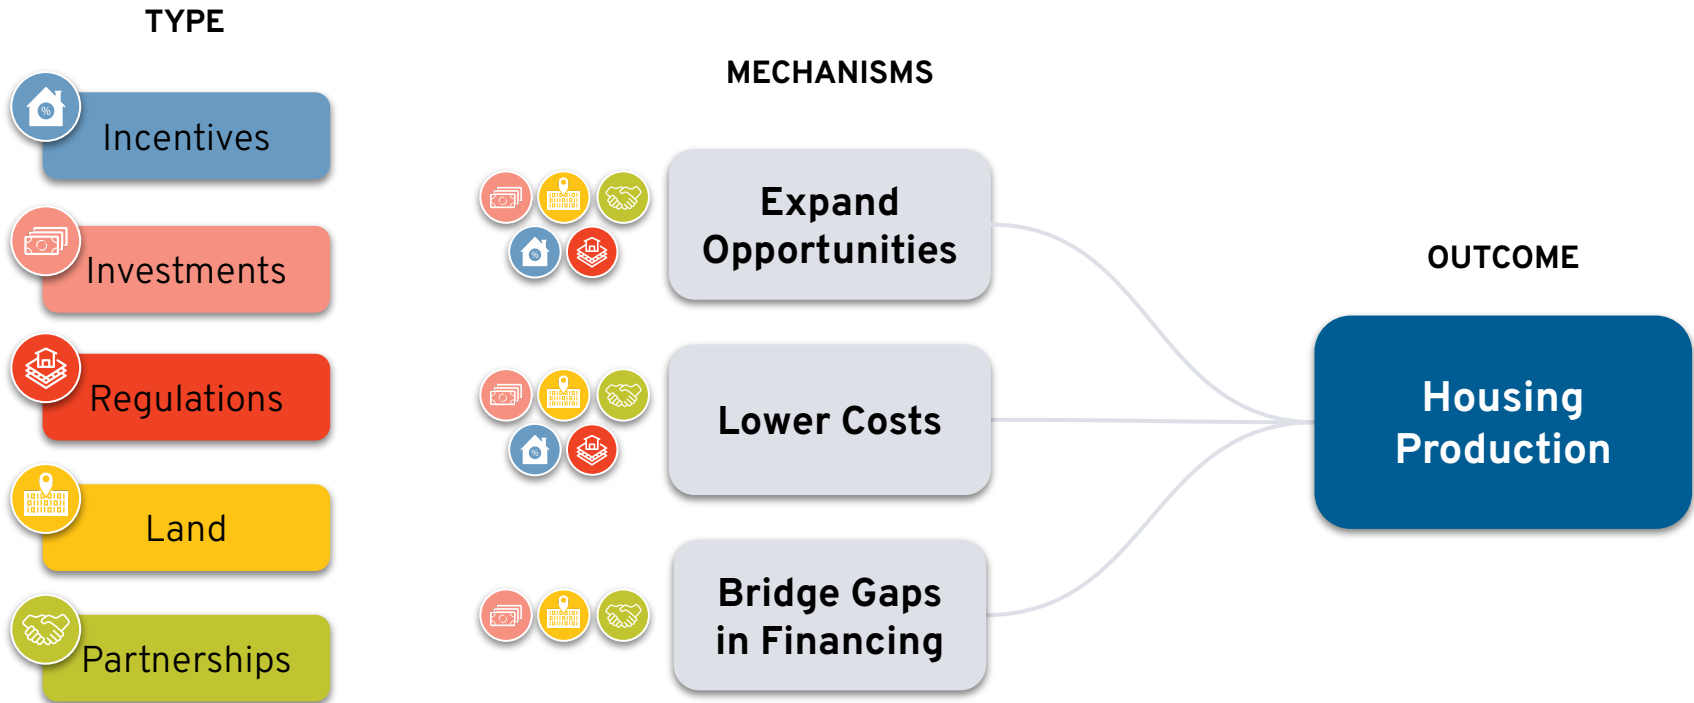 TYPE
Incentives
Investments
Regulations
Land
Partnerships
MECHANISMS
Expand
Opportunities
Lower Costs
Bridge Gaps
in Financing
OUTCOME
Housing
Production